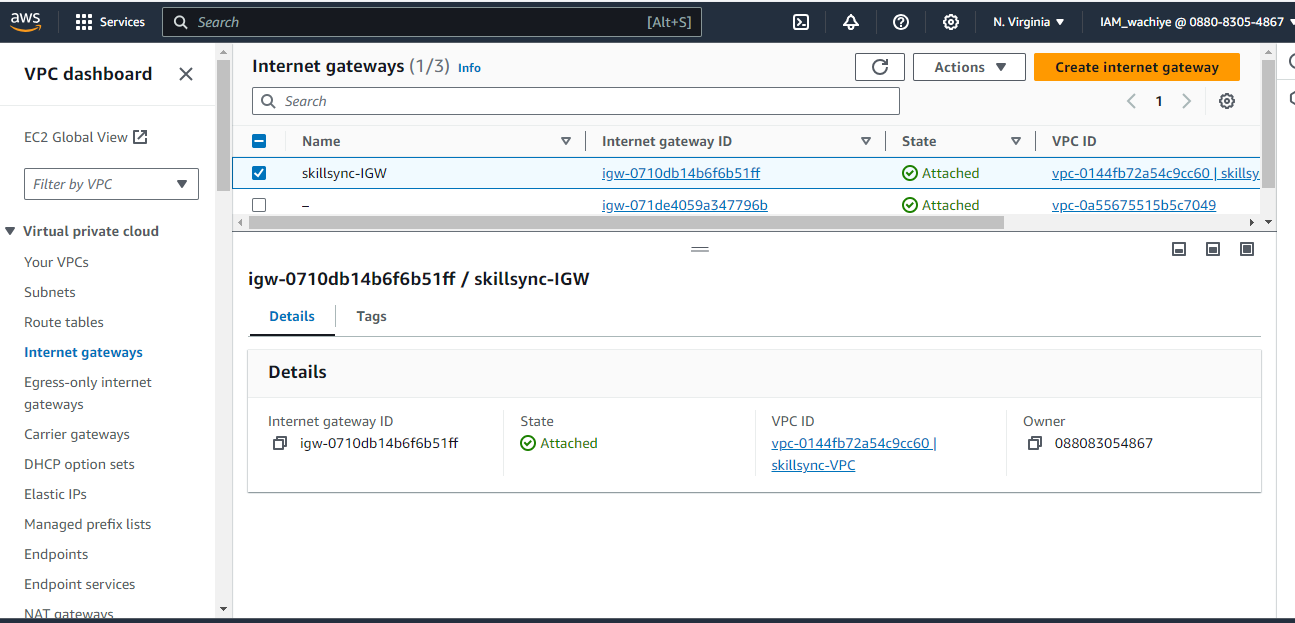 aws
Services
Search
[Alt+S]
N. Virginia
IAM_wachiye @ 0880-8305-4867
VPC dashboard
EC2 Global View
Filter by VPC
Virtual private cloud
Your VPCs
Subnets
Route tables
Internet gateways
Egress-only internet
gateways
Carrier gateways
DHCP option sets
Elastic IPs
Managed prefix lists
Endpoints
Endpoint services
NAT gateways
Internet gateways (1/3) Info
Actions
Create internet gateway
Search
1
Name Internet gateway ID State VPC ID
skillsync-IGW igw-0710db14b6f6b51ff Attached vpc-0144fb72a54c9cc60 | skillsy
– igw-071de4059a347796b Attached vpc-0a55675515b5c7049
igw-0710db14b6f6b51ff / skillsync-IGW
Details
Tags
Details
Internet gateway ID
igw-0710db14b6f6b51ff
State
Attached
VPC ID
vpc-0144fb72a54c9cc60 |
skillsync-VPC
Owner
088083054867